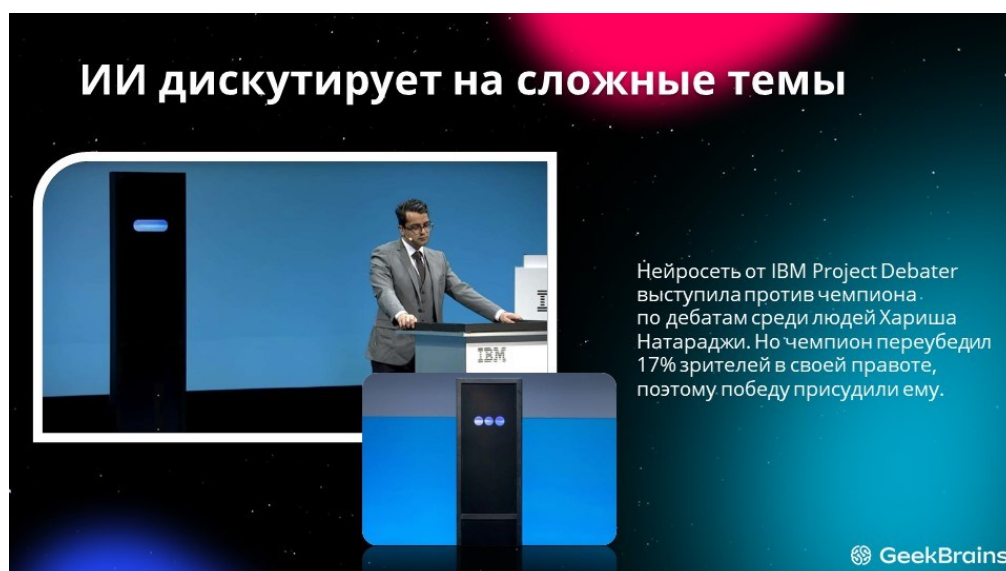 ИИ дискутирует на сложные темы
Нейросеть от IBM Project Debater
выступила против чемпиона
по дебатам среди людей Хариша
Натараджи. Но чемпион переубедил
17% зрителей в своей правоте,
поэтому победу присудили ему.
IBM
GeekBrains